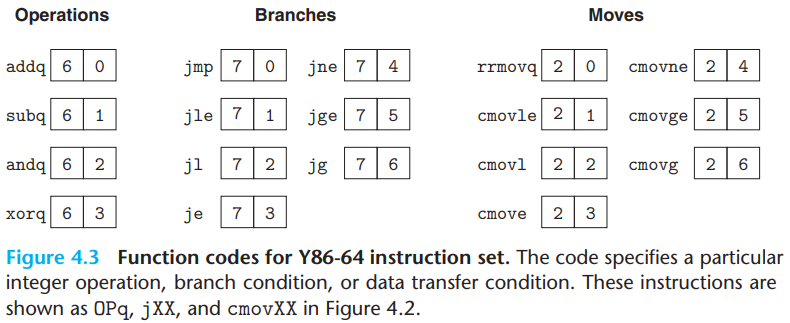 Operations Branches Moves
addq 6 0 jmp 7 0 jne 7 4 rrmovq 2 0 cmovne 2 4
subq 6 1 jle 7 1 jge 7 5 cmovle 2 1 cmovge 2 5
andq 6 2 jl 7 2 jg 7 6 cmovl 2 2 cmovg 2 6
xorq 6 3 je 7 3 cmove 2 3
Figure 4.3 Function codes for Y86-64 instruction set. The code specifies a particular
integer operation, branch condition, or data transfer condition. These instructions are
shown as OPq, jXX, and cmovXX in Figure 4.2.